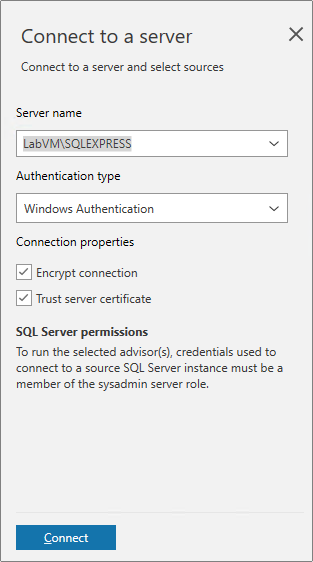 Connect to a server
Connect to a server and select sources
Server name
LabVM\SQLEXPRESS
Authentication type
Windows Authentication
Connection properties
Encrypt connection
Trust server certificate
SQL Server permissions
To run the selected advisor(s), credentials used to
connect to a source SQL Server instance must be a
member of the sysadmin server role.
Connect